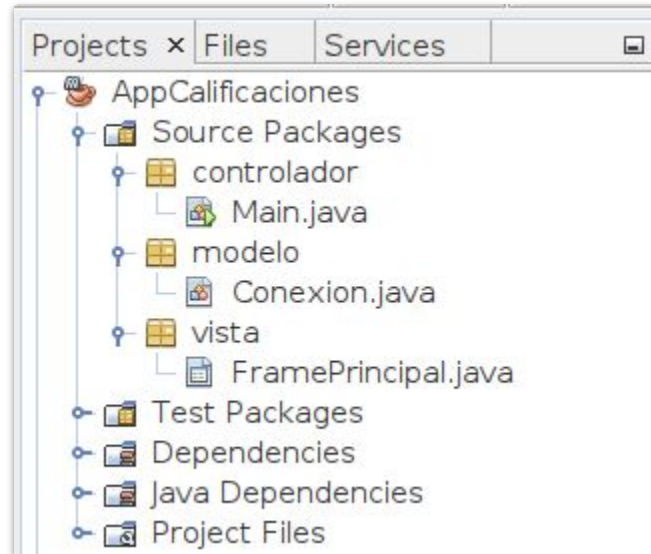 Projects Files Services
AppCalificaciones
Source Packages
controlador
Main.java
modelo
Conexion.java
vista
FramePrincipal.java
Test Packages
Dependencies
Java Dependencies
Project Files